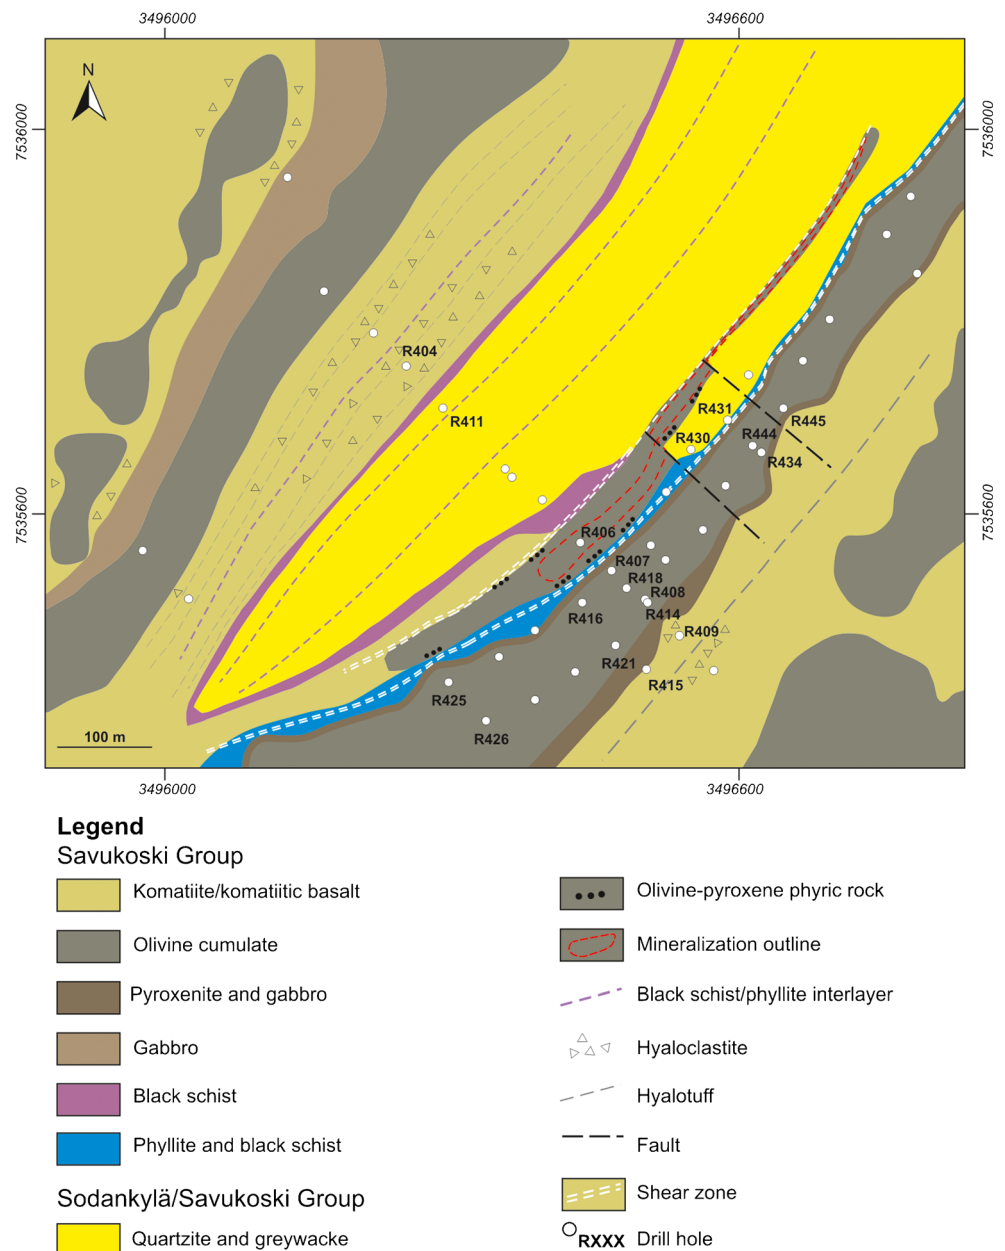 3496000 3496600
N
7536000 7536000
R404
R411
R431
R445
R444
R430
R434
7535600 7535600
R406
R407
R418
R408
R416
R414
R409
R421
R415
R425
R426
100 m
3496000 3496600
Legend
Savukoski Group
Komatiite/komatiitic basalt
Olivine cumulate
Pyroxenite and gabbro
Gabbro
Black schist
Phyllite and black schist
Sodankylä/Savukoski Group
Quartzite and greywacke
Olivine-pyroxene phyric rock
Mineralization outline
Black schist/phyllite interlayer
Hyaloclastite
Hyalotuff
Fault
Shear zone
RXXX Drill hole